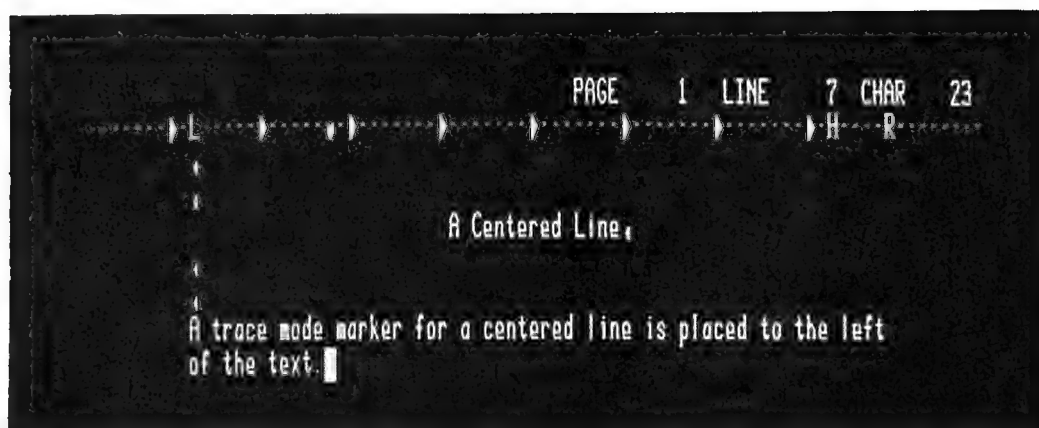 PAGE 1 LINE 7 CHAR 23
L H R
A Centered Line
A trace mode marker for a centered line is placed to the left
of the text.